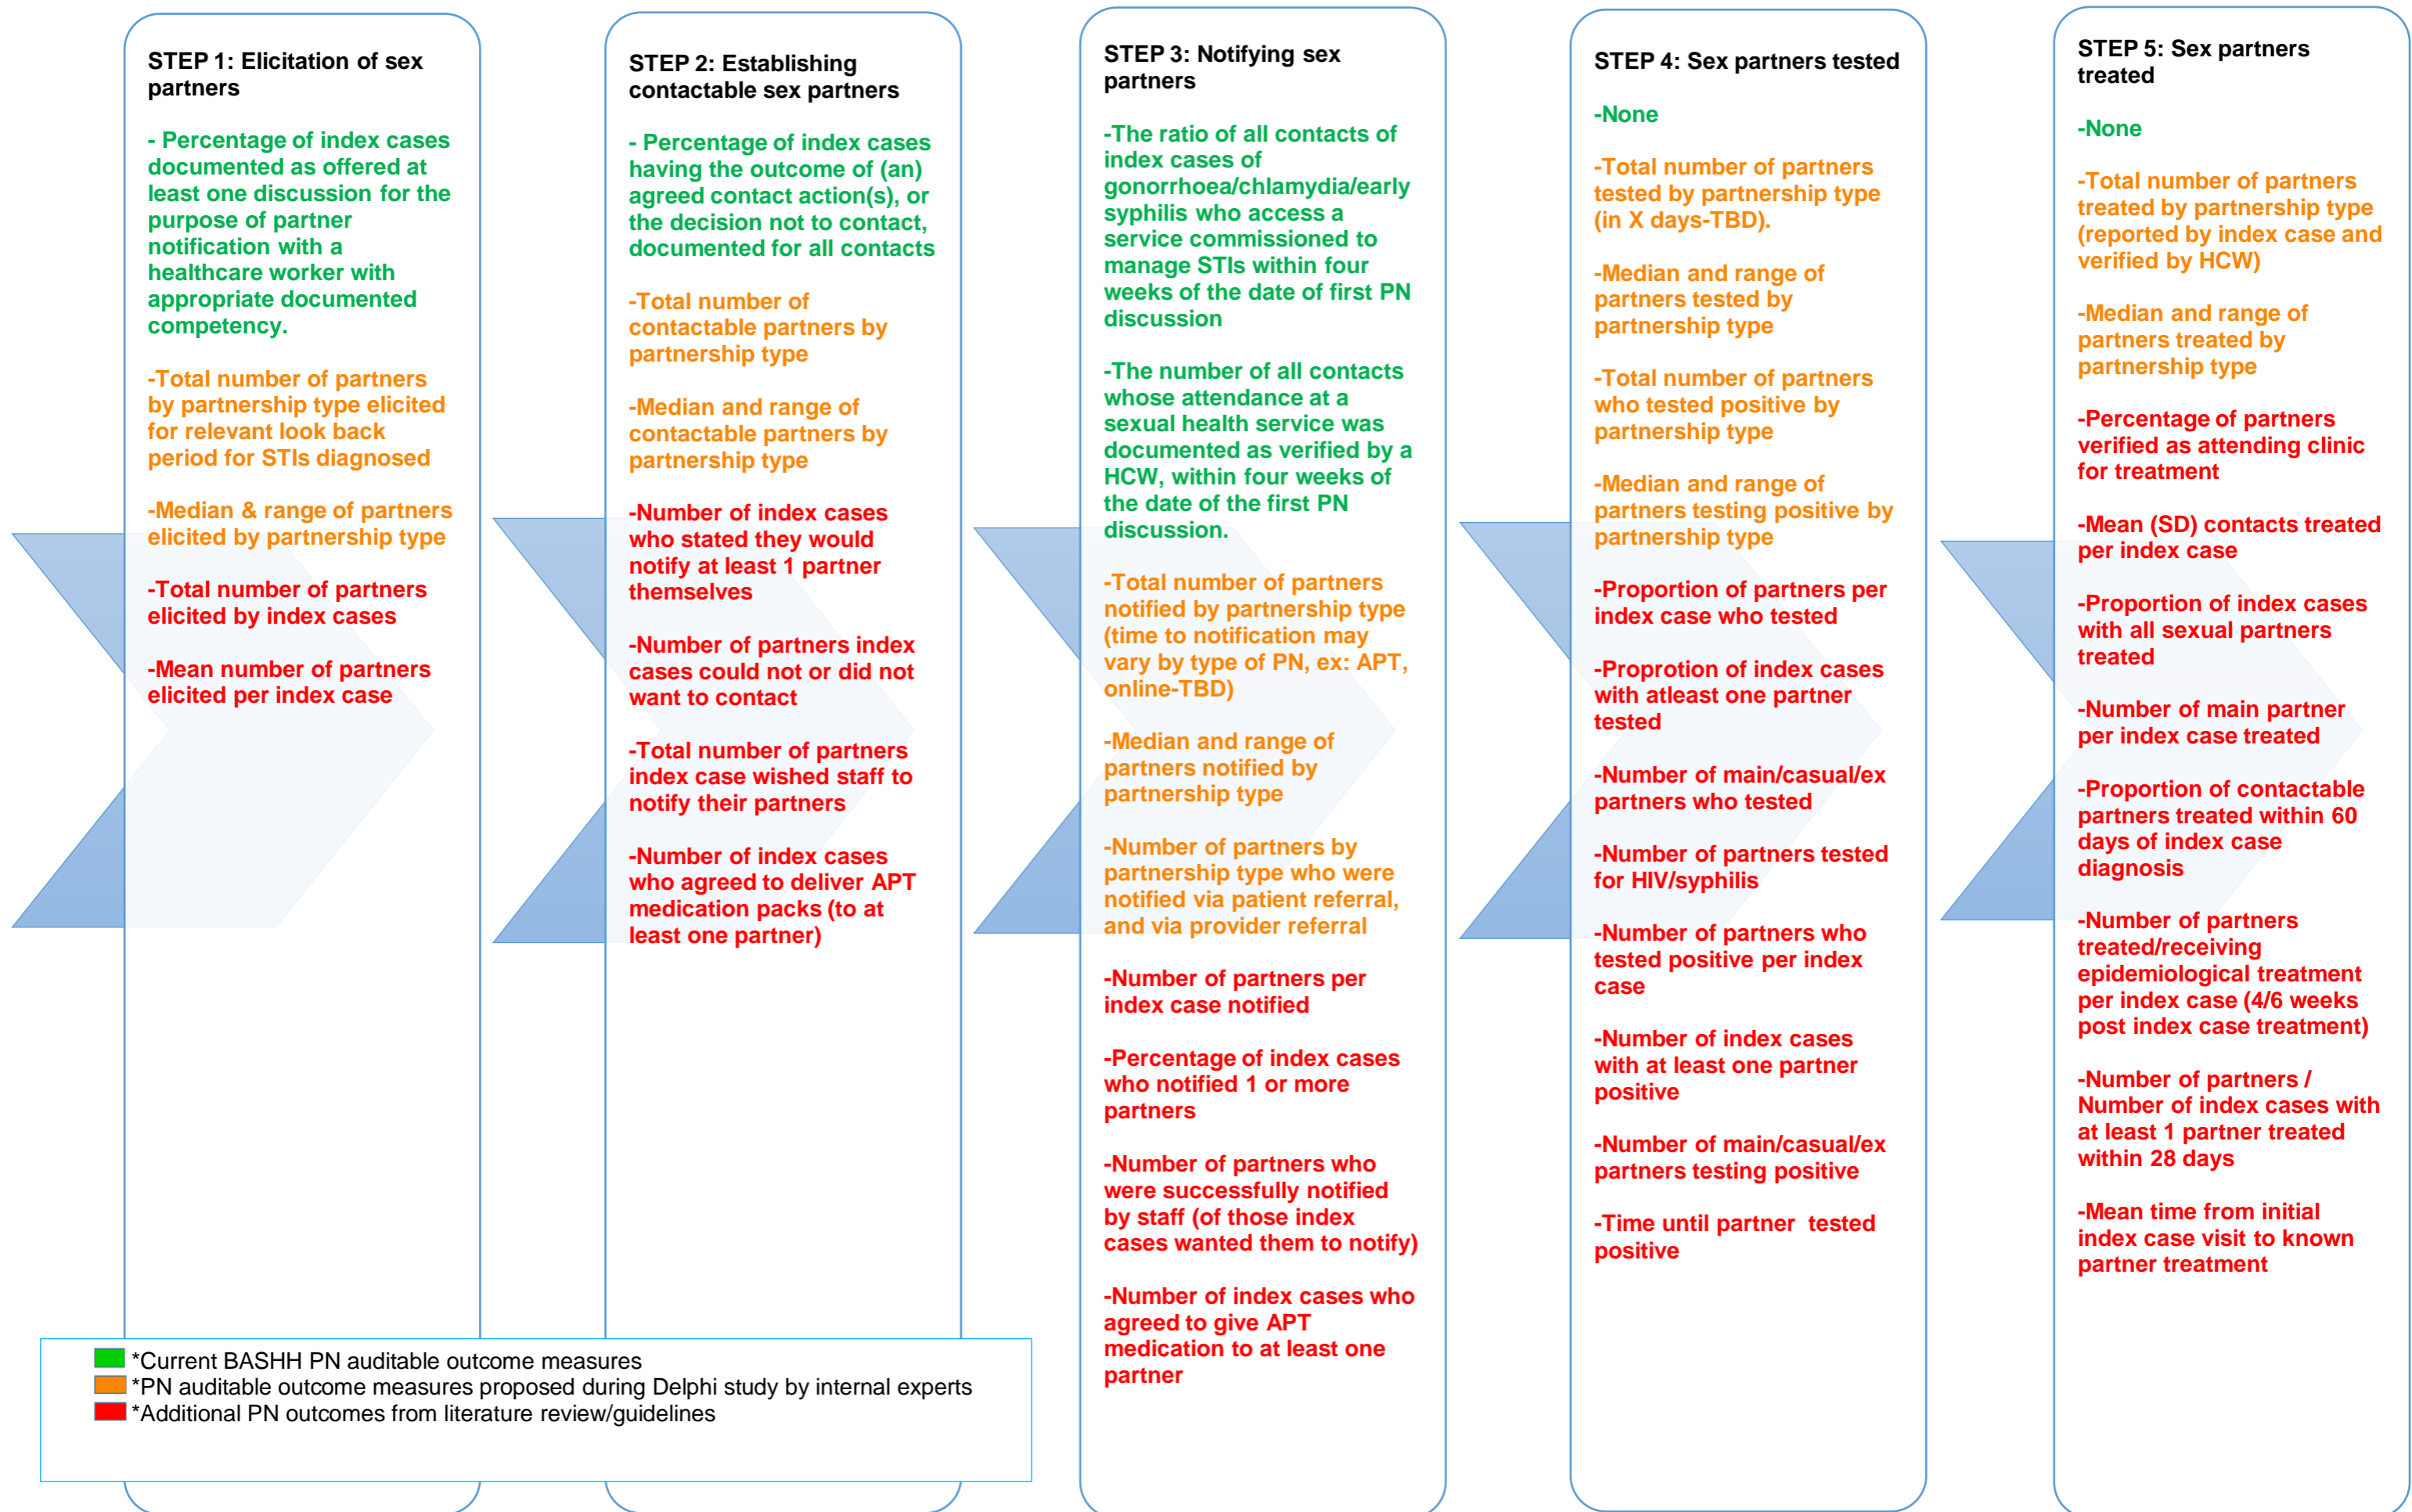 STEP 1: Elicitation of sex
partners
- Percentage of index cases
documented as offered at
least one discussion for the
purpose of partner
notification with a
healthcare worker with
appropriate documented
competency.
-Total number of partners
by partnership type elicited
for relevant look back
period for STIs diagnosed
-Median & range of partners
elicited by partnership type
-Total number of partners
elicited by index cases
-Mean number of partners
elicited per index case
STEP 2: Establishing
contactable sex partners
- Percentage of index cases
having the outcome of (an)
agreed contact action(s), or
the decision not to contact,
documented for all contacts
-Total number of
contactable partners by
partnership type
-Median and range of
contactable partners by
partnership type
-Number of index cases
who stated they would
notify at least 1 partner
themselves
-Number of partners index
cases could not or did not
want to contact
-Total number of partners
index case wished staff to
notify their partners
-Number of index cases
who agreed to deliver APT
medication packs (to at
least one partner)
STEP 3: Notifying sex
partners
-The ratio of all contacts of
index cases of
gonorrhoea/chlamydia/early
syphilis who access a
service commissioned to
manage STIs within four
weeks of the date of first PN
discussion
-The number of all contacts
whose attendance at a
sexual health service was
documented as verified by a
HCW, within four weeks of
the date of the first PN
discussion.
-Total number of partners
notified by partnership type
(time to notification may
vary by type of PN, ex: APT,
online-TBD)
-Median and range of
partners notified by
partnership type
-Number of partners by
partnership type who were
notified via patient referral,
and via provider referral
-Number of partners per
index case notified
-Percentage of index cases
who notified 1 or more
partners
-Number of partners who
were successfully notified
by staff (of those index
cases wanted them to notify)
-Number of index cases who
agreed to give APT
medication to at least one
partner
STEP 4: Sex partners tested
-None
-Total number of partners
tested by partnership type
(in X days-TBD).
-Median and range of
partners tested by
partnership type
-Total number of partners
who tested positive by
partnership type
-Median and range of
partners testing positive by
partnership type
-Proportion of partners per
index case who tested
-Proprotion of index cases
with atleast one partner
tested
-Number of main/casual/ex
partners who tested
-Number of partners tested
for HIV/syphilis
-Number of partners who
tested positive per index
case
-Number of index cases
with at least one partner
positive
-Number of main/casual/ex
partners testing positive
-Time until partner tested
positive
STEP 5: Sex partners
treated
-None
-Total number of partners
treated by partnership type
(reported by index case and
verified by HCW)
-Median and range of
partners treated by
partnership type
-Percentage of partners
verified as attending clinic
for treatment
-Mean (SD) contacts treated
per index case
-Proportion of index cases
with all sexual partners
treated
-Number of main partner
per index case treated
-Proportion of contactable
partners treated within 60
days of index case
diagnosis
-Number of partners
treated/receiving
epidemiological treatment
per index case (4/6 weeks
post index case treatment)
-Number of partners /
Number of index cases with
at least 1 partner treated
within 28 days
-Mean time from initial
index case visit to known
partner treatment
*Current BASHH PN auditable outcome measures
*PN auditable outcome measures proposed during Delphi study by internal experts
*Additional PN outcomes from literature review/guidelines